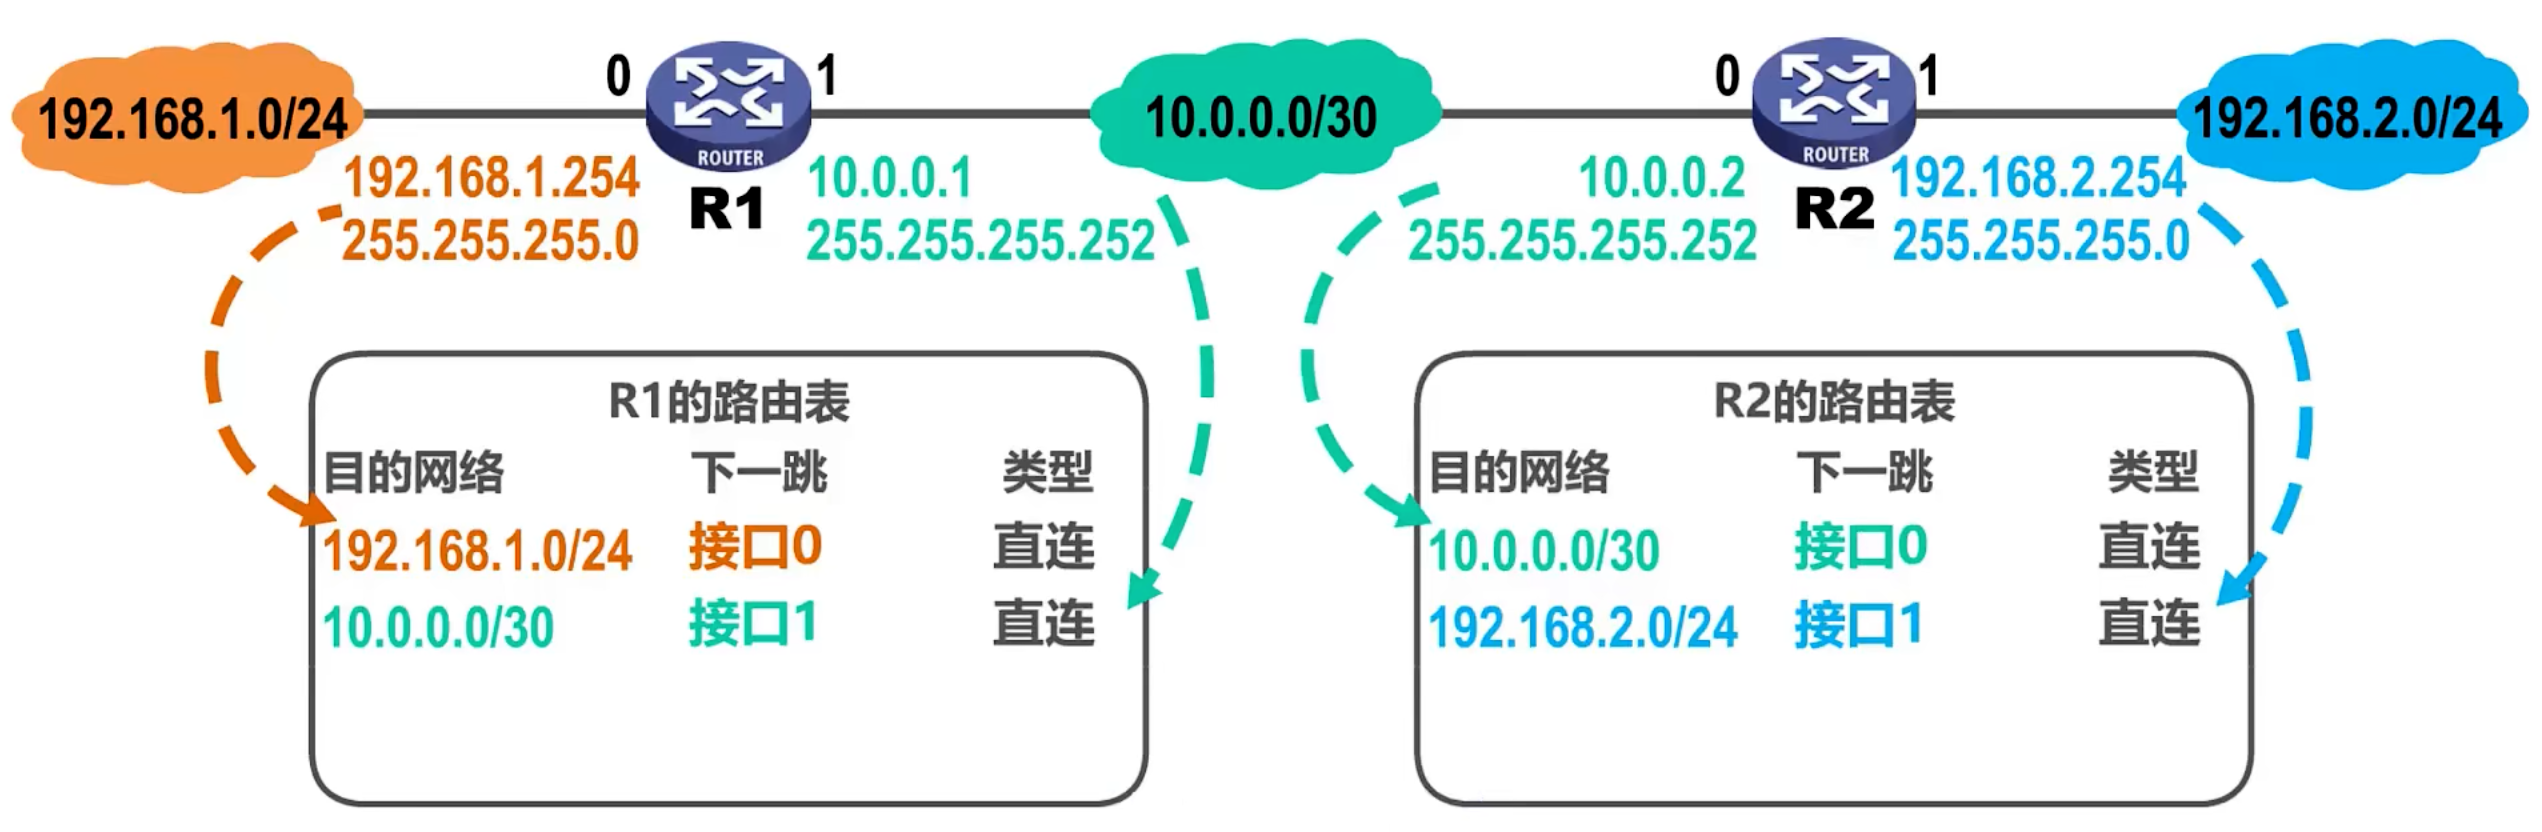 192.168.1.0/24
0
ROUTER
R1
1
192.168.1.254
255.255.255.0
10.0.0.1
255.255.255.252
10.0.0.0/30
0
ROUTER
R2
1
10.0.0.2
255.255.255.252
192.168.2.254
255.255.255.0
192.168.2.0/24
R1的路由表
目的网络 下一跳 类型
192.168.1.0/24 接口0 直连
10.0.0.0/30 接口1 直连
R2的路由表
目的网络 下一跳 类型
10.0.0.0/30 接口0 直连
192.168.2.0/24 接口1 直连